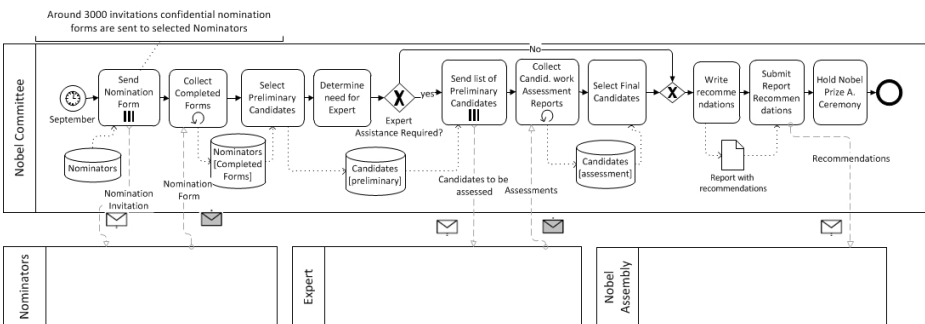 Around 3000 invitations confidential nomination
forms are sent to selected Nominators
Nobel Committee
September
Send
Nomination
Form
Collect
Completed
Forms
Select
Preliminary
Candidates
Determine
need for
Expert
Expert
Assistance Required?
yes
No
Send list of
Preliminary
Candidates
Collect
Candid. work
Assessment
Reports
Select Final
Candidates
Write
recomme
ndations
Submit
Report
Recommen
dations
Hold Nobel
Prize A.
Ceremony
Nominators
Nominators
[Completed
Forms]
Candidates
[preliminary]
Candidates
[assessment]
Report with
recommendations
Nomination
Invitation
Nomination
Form
Candidates to be
assessed
Assessments
Recommendations
Nominators
Expert
Nobel
Assembly